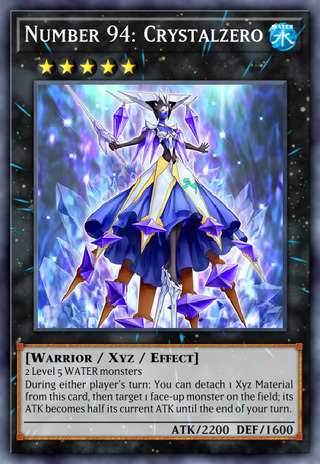 Number 94: Crystalzero
WATER
水
94
[Warrior / Xyz / Effect]
2 Level 5 WATER monsters
During either player's turn: You can detach 1 Xyz Material
from this card, then target 1 face-up monster on the field; its
ATK becomes half its current ATK until the end of your turn.
ATK/2200 DEF/1600